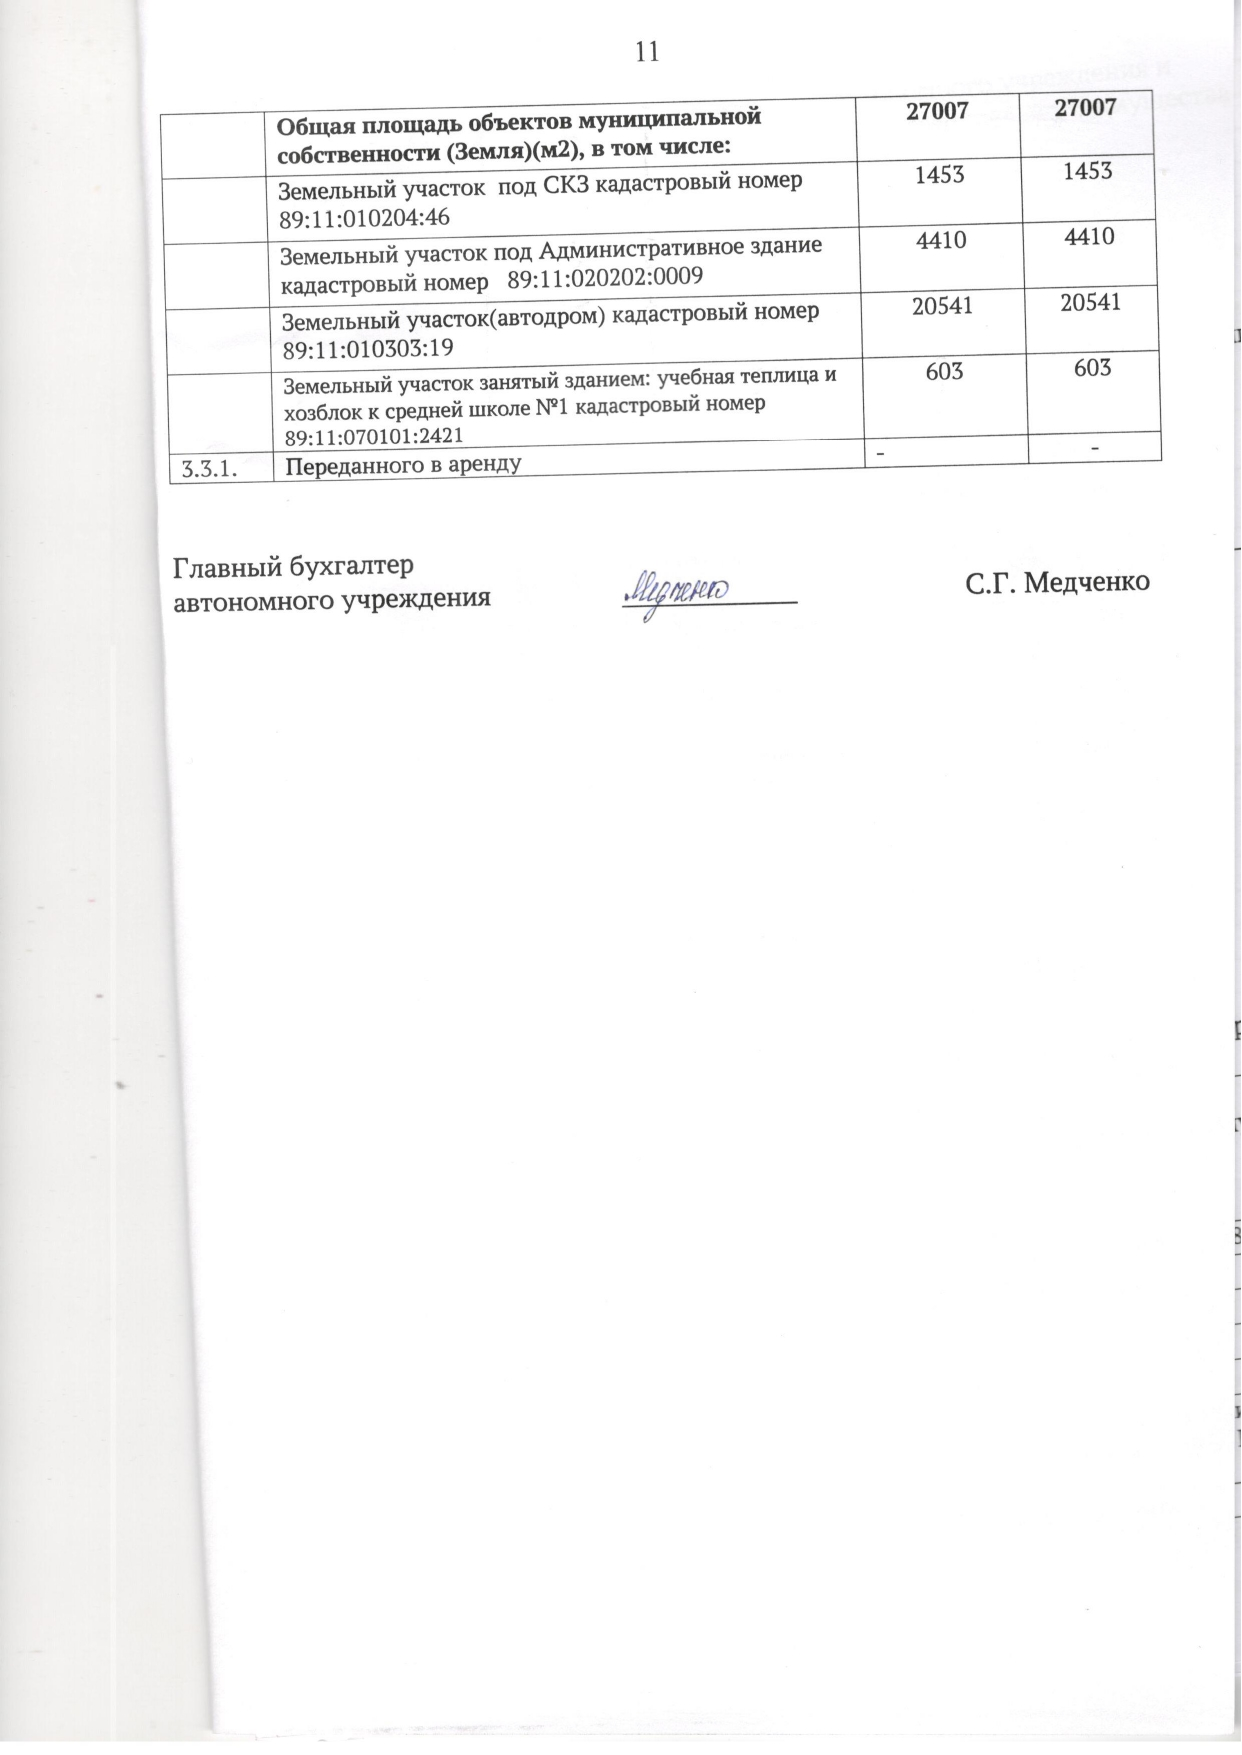 11
Общая площадь объектов муниципальной 27007 27007
собственности (Земля)(м2), в том числе:
Земельный участок под СКЗ кадастровый номер 1453 1453
89:11:010204:46
Земельный участок под Административное здание 4410 4410
кадастровый номер 89:11:020202:0009
Земельный участок(автодром) кадастровый номер 20541 20541
89:11:010303:19
Земельный участок занятый зданием: учебная теплица и 603 603
хозблок к средней школе №1 кадастровый номер
89:11:070101:2421
3.3.1. Переданного в аренду - -
Главный бухгалтер
автономного учреждения Медченко С.Г. Медченко